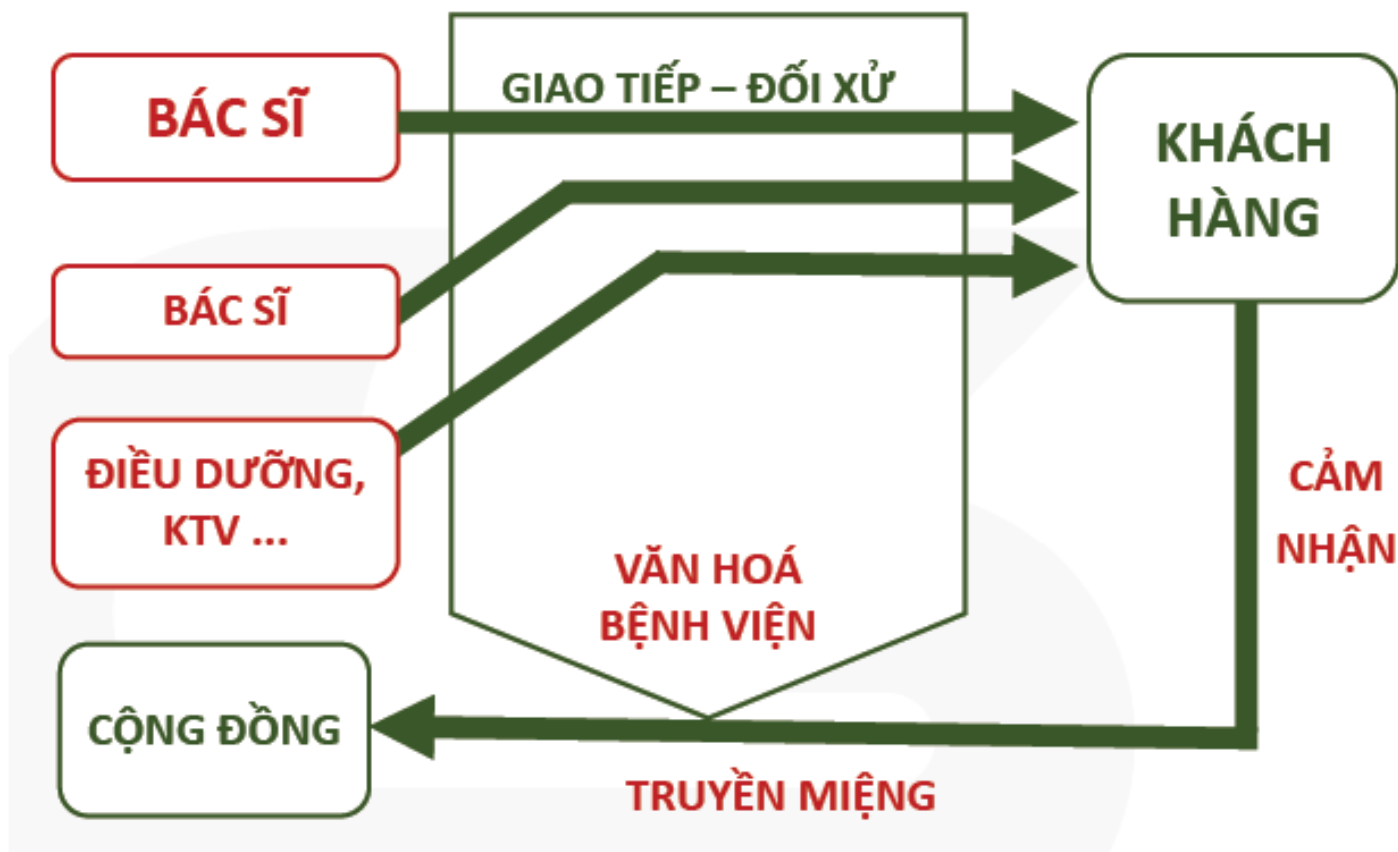 BÁC SĨ
GIAO TIẾP – ĐỐI XỬ
KHÁCH
HÀNG
BÁC SĨ
ĐIỀU DƯỠNG,
KTV ...
CẢM
NHẬN
VĂN HOÁ
BỆNH VIỆN
CỘNG ĐỒNG
TRUYỀN MIỆNG